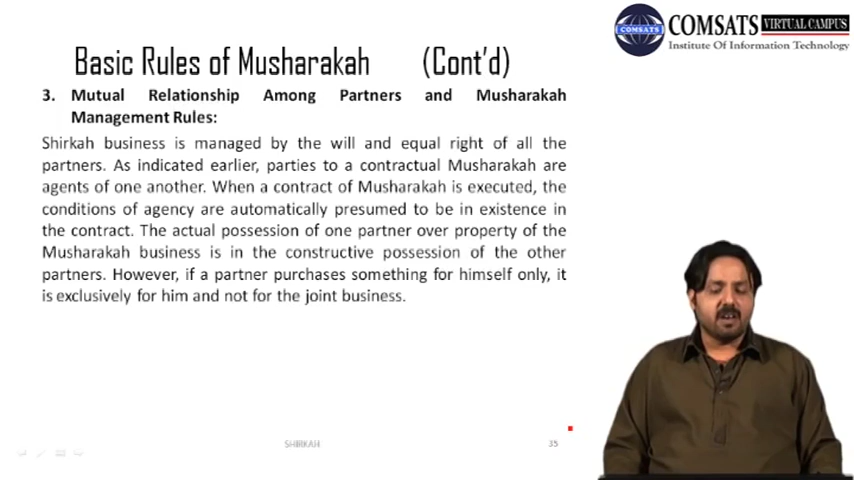 COMSATS VIRTUAL CAMPUS
COMSATS
Institute Of Information Technology
Basic Rules of Musharakah (Cont'd)
3. Mutual Relationship Among Partners and Musharakah
Management Rules:
Shirkah business is managed by the will and equal right of all the
partners. As indicated earlier, parties to a contractual Musharakah are
agents of one another. When a contract of Musharakah is executed, the
conditions of agency are automatically presumed to be in existence in
the contract. The actual possession of one partner over property of the
Musharakah business is in the constructive possession of the other
partners. However, if a partner purchases something for himself only, it
is exclusively for him and not for the joint business.
SHIRKAH
35